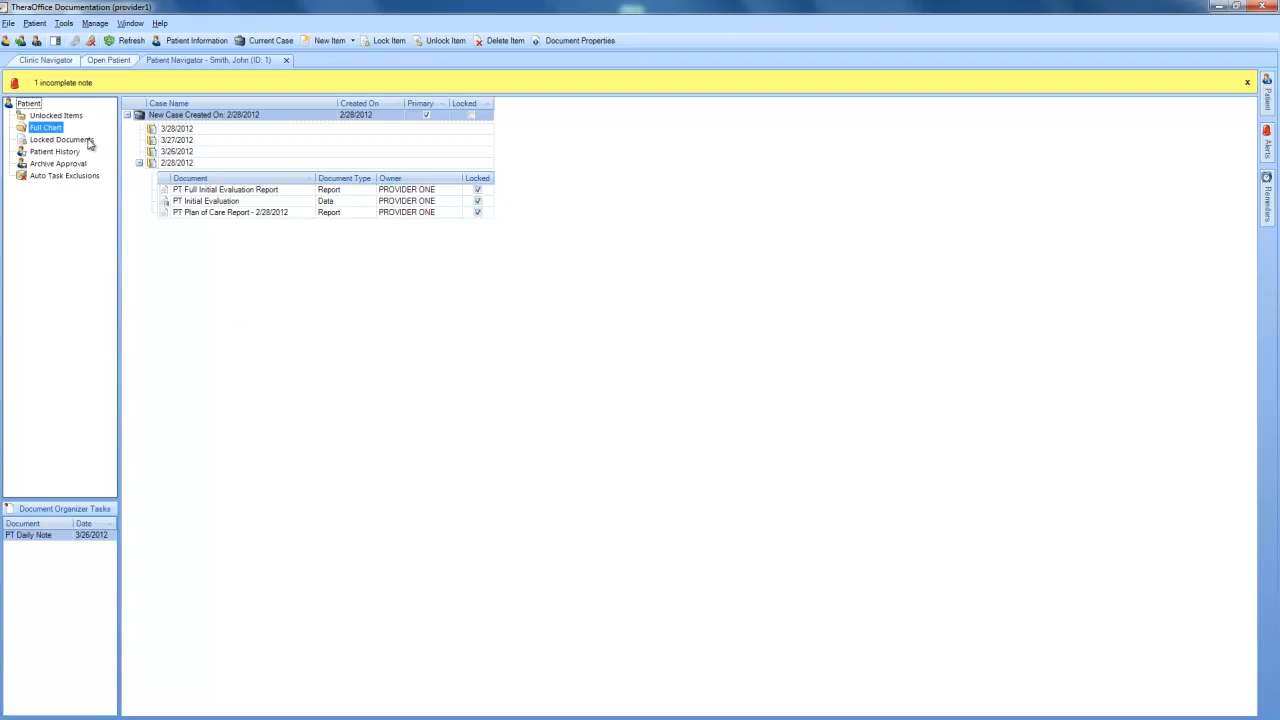 TheraOffice Documentation (provider1)
File Patient Tools Manage Window Help
Refresh Patient Information Current Case New Item Lock Item Unlock Item Delete Item Document Properties
Clinic Navigator Open Patient Patient Navigator - Smith, John (ID: 1)
1 incomplete note x
Patient
Unlocked Items
Full Chart
Locked Documents
Patient History
Archive Approval
Auto Task Exclusions
Case Name Created On Primary Locked
New Case Created On: 2/28/2012 2/28/2012
3/28/2012
3/27/2012
3/26/2012
2/28/2012
Document Document Type Owner Locked
PT Full Initial Evaluation Report Report PROVIDER ONE
PT Initial Evaluation Data PROVIDER ONE
PT Plan of Care Report - 2/28/2012 Report PROVIDER ONE
Document Organizer Tasks
Document Date
PT Daily Note 3/26/2012
Patient
Alerts
Reminders